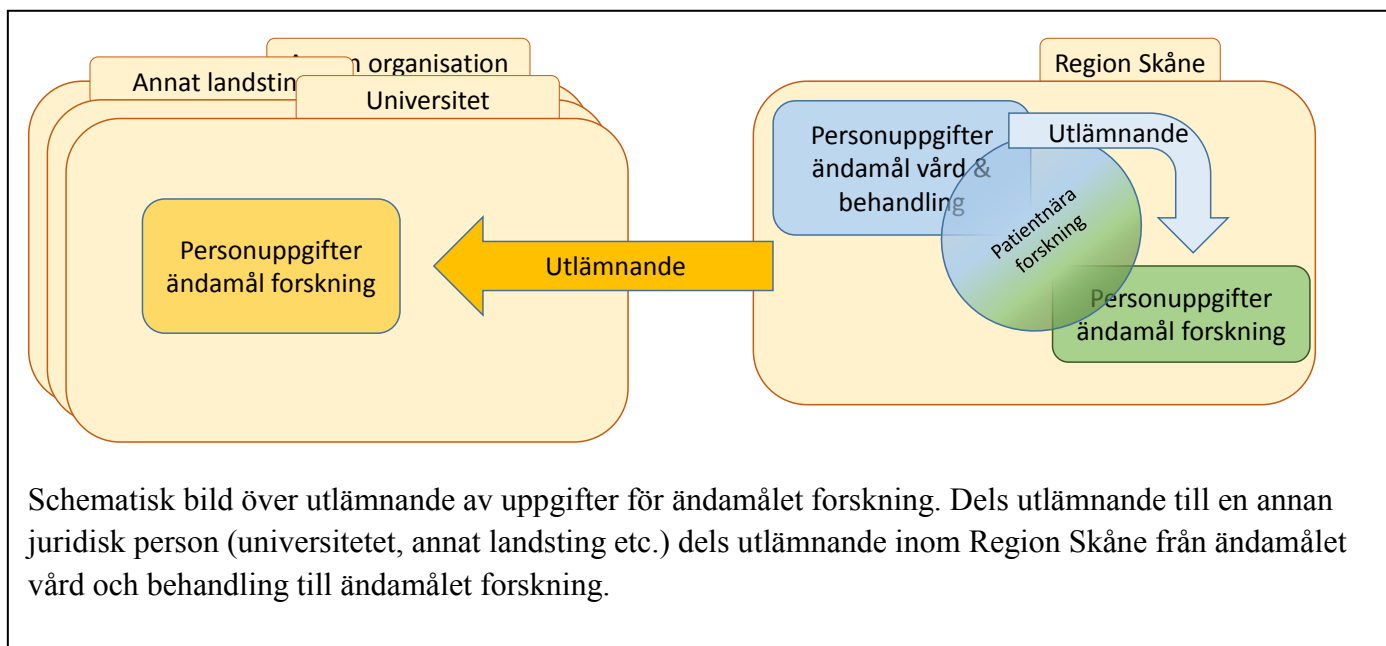 organisation
Annat landstin
Universitet
Region Skåne
Personuppgifter
ändamål vård &
behandling
Utlämnande
Patientnära
forskning
Personuppgifter
ändamål forskning
Utlämnande
Personuppgifter
ändamål forskning
Schematisk bild över utlämnande av uppgifter för ändamålet forskning. Dels utlämnande till en annan
juridisk person (universitetet, annat landsting etc.) dels utlämnande inom Region Skåne från ändamålet
vård och behandling till ändamålet forskning.